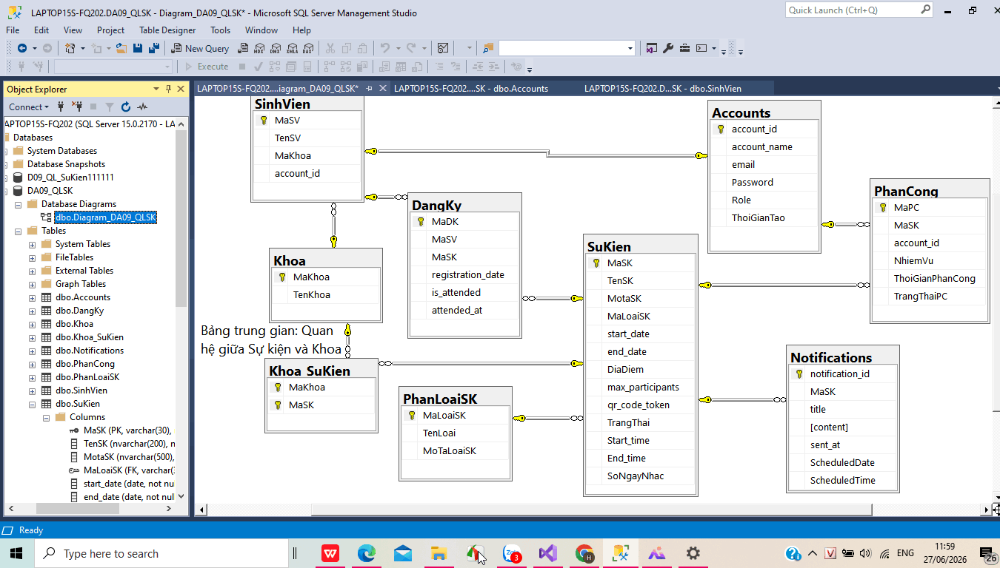 LAPTOP15S-FQ202.DA09_QLSK - Diagram_DA09_QLSK* - Microsoft SQL Server Management Studio
Quick Launch (Ctrl+Q)
File Edit View Project Table Designer Tools Window Help
New Query
MDX DMX XMLA DAX
Execute
Object Explorer
LAPTOP15S-FQ202....iagram_DA09_QLSK*
LAPTOP15S-FQ202....SK - dbo.Accounts
LAPTOP15S-FQ202.D...SK - dbo.SinhVien
Connect
APTOP15S-FQ202 (SQL Server 15.0.2170 - LA
Databases
System Databases
Database Snapshots
D09_QL_SuKien111111
DA09_QLSK
Database Diagrams
dbo.Diagram_DA09_QLSK
Tables
System Tables
FileTables
External Tables
Graph Tables
dbo.Accounts
dbo.DangKy
dbo.Khoa
dbo.Khoa_SuKien
dbo.Notifications
dbo.PhanCong
dbo.PhanLoaiSK
dbo.SinhVien
dbo.SuKien
Columns
MaSK (PK, varchar(30),
TenSK (nvarchar(200), n
MotaSK (nvarchar(500),
MaLoaiSK (FK, varchar(
start_date (date, not nu
end_date (date, not nul
SinhVien
MaSV
TenSV
MaKhoa
account_id
Accounts
account_id
account_name
email
Password
Role
ThoiGianTao
PhanCong
MaPC
MaSK
account_id
NhiemVu
ThoiGianPhanCong
TrangThaiPC
DangKy
MaDK
MaSV
MaSK
registration_date
is_attended
attended_at
SuKien
MaSK
TenSK
MotaSK
MaLoaiSK
start_date
end_date
DiaDiem
max_participants
qr_code_token
TrangThai
Start_time
End_time
SoNgayNhac
Khoa
MaKhoa
TenKhoa
Bảng trung gian: Quan
hệ giữa Sự kiện và Khoa
Khoa_SuKien
MaKhoa
MaSK
PhanLoaiSK
MaLoaiSK
TenLoai
MoTaLoaiSK
Notifications
notification_id
MaSK
title
[content]
sent_at
ScheduledDate
ScheduledTime
Ready
Type here to search
3
ENG
11:59
27/06/2026
26